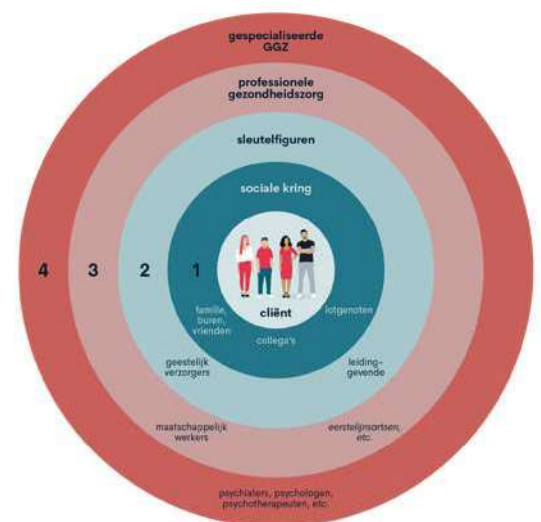 gespecialiseerde
GGZ
professionele
gezondheidszorg
sleutelfiguren
sociale kring
4
3
2
1
cliënt
familie,
buren,
vrienden
lotgenoten
collega's
geestelijk
verzorgers
leiding-
gevende
maatschappelijk
werkers
eerstelijnsartsen,
etc.
psychiaters, psychologen,
psychotherapeuten, etc.